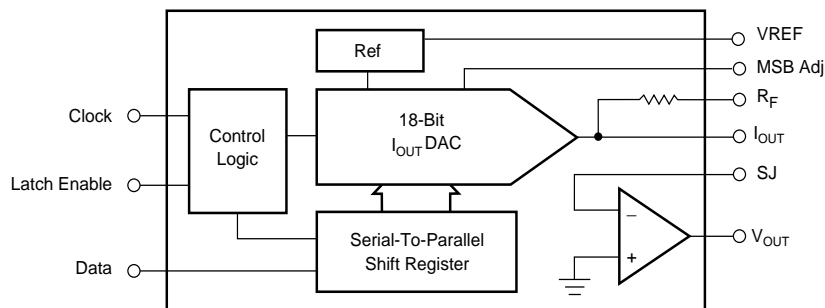 Ref
VREF
MSB Adj
RF
IOUT
SJ
VOUT
Clock
Latch Enable
Data
Control
Logic
18-Bit
IOUT DAC
Serial-To-Parallel
Shift Register
−
+